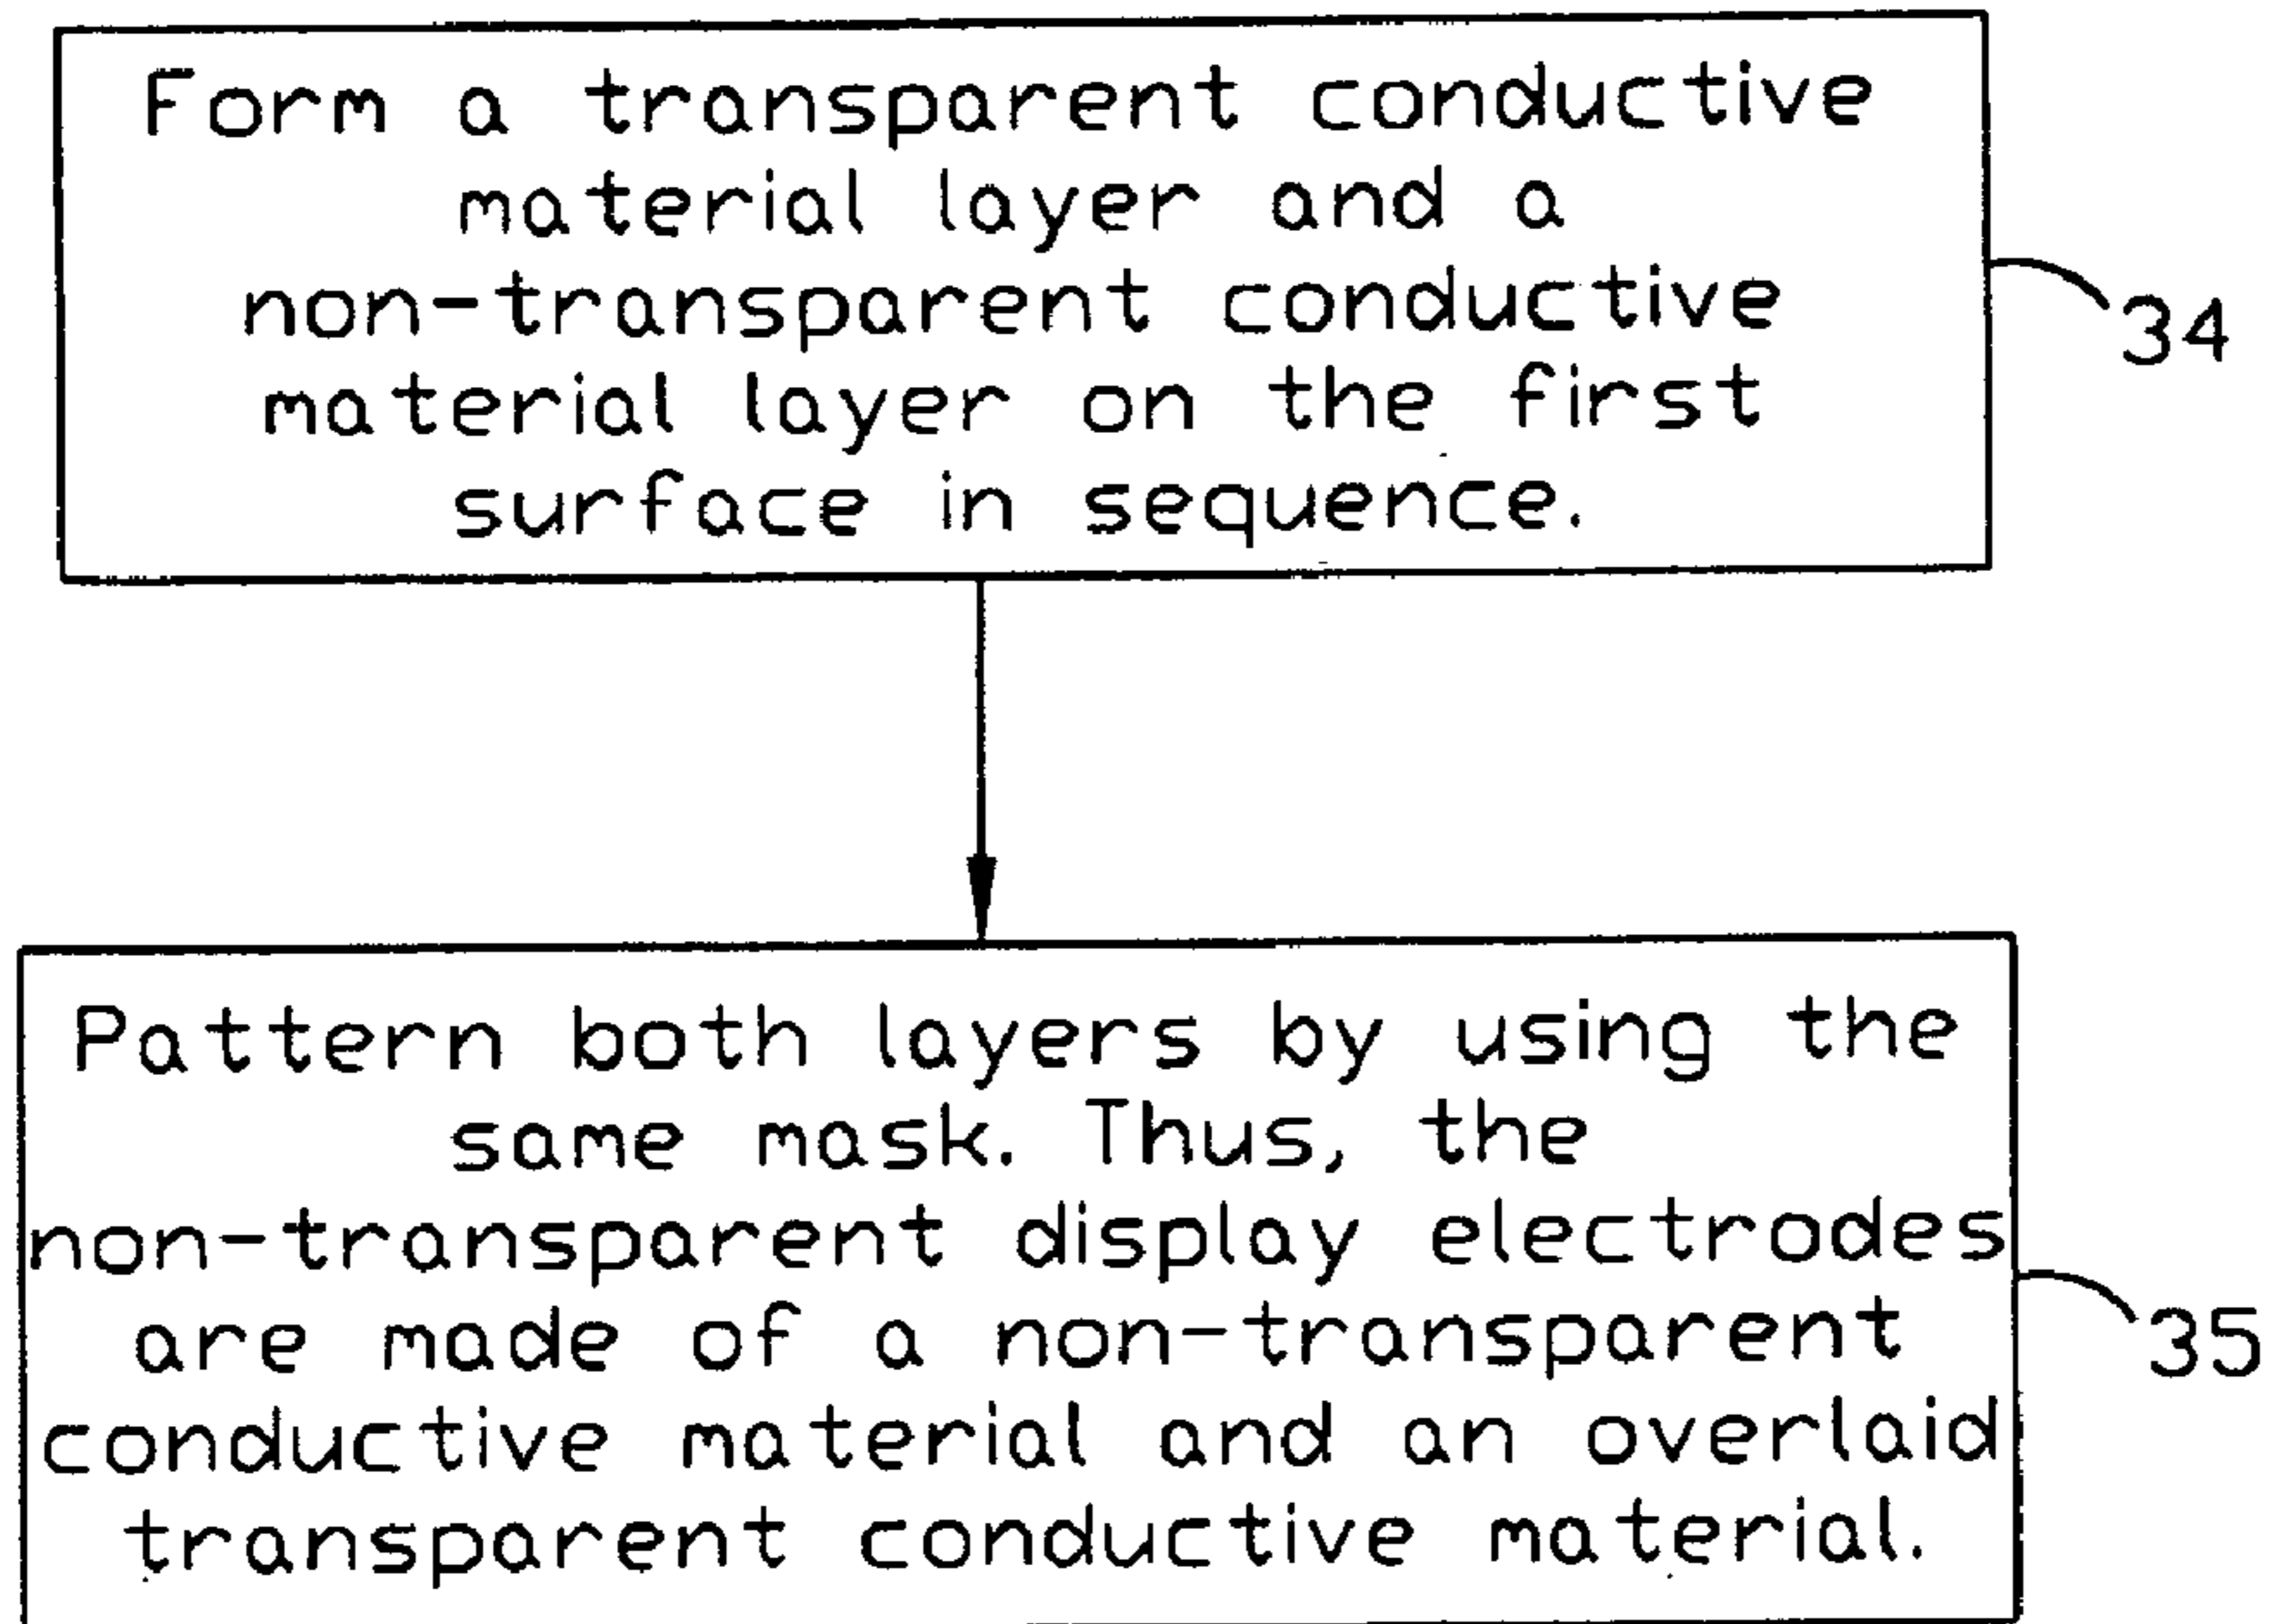 Form a transparent conductive
material layer and a
non-transparent conductive
material layer on the first
surface in sequence.
34
Pattern both layers by using the
same mask. Thus, the
non-transparent display electrodes
are made of a non-transparent
conductive material and an overlaid
transparent conductive material.
35